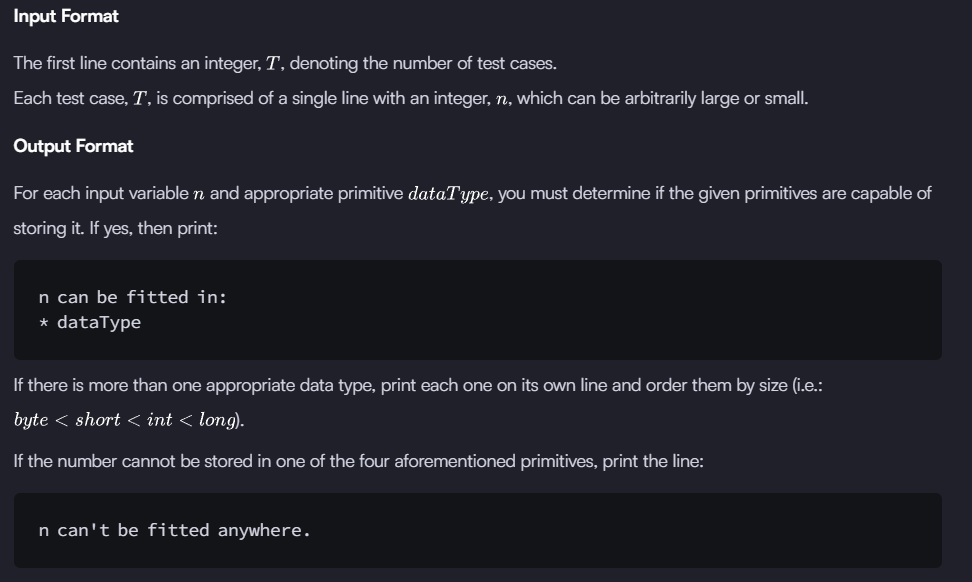 Input Format
The first line contains an integer, T, denoting the number of test cases.
Each test case, T, is comprised of a single line with an integer, n, which can be arbitrarily large or small.
Output Format
For each input variable n and appropriate primitive dataType, you must determine if the given primitives are capable of
storing it. If yes, then print:
n can be fitted in:
* dataType
If there is more than one appropriate data type, print each one on its own line and order them by size (i.e.:
byte < short < int < long).
If the number cannot be stored in one of the four aforementioned primitives, print the line:
n can't be fitted anywhere.